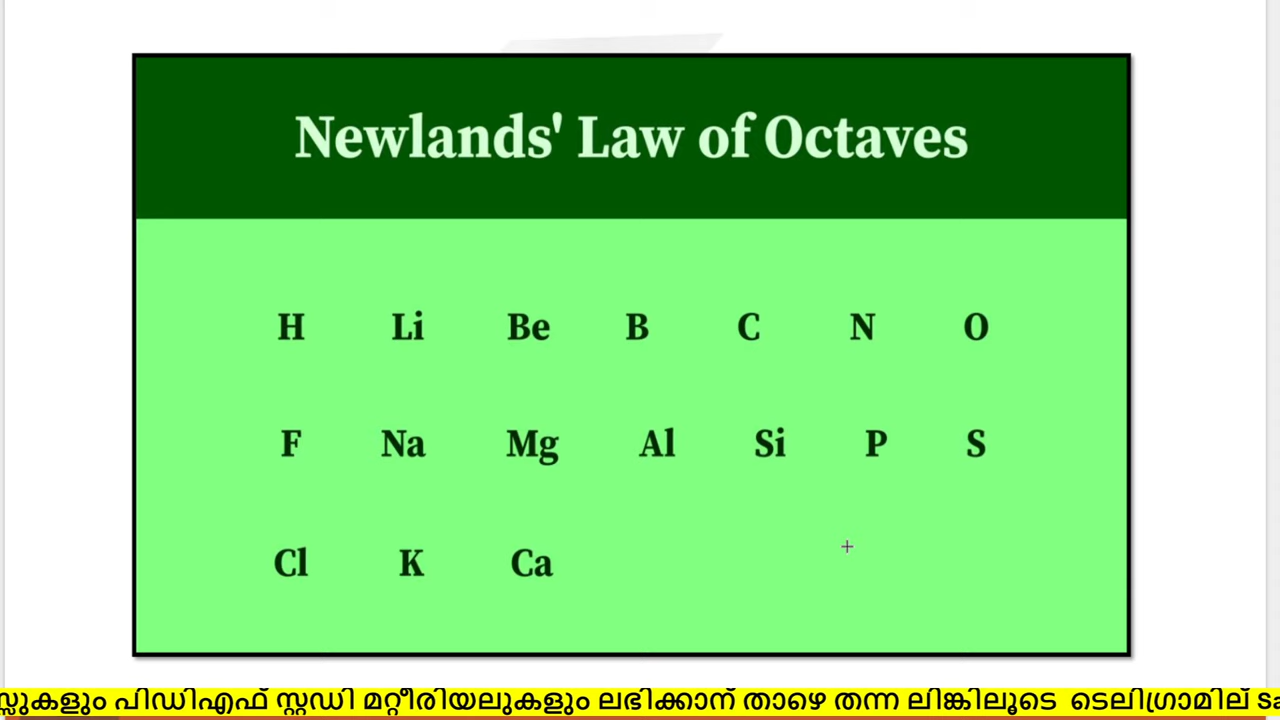 Newlands' Law of Octaves
H Li Be B C N O
F Na Mg Al Si P S
Cl K Ca
സ്സുകളും പിഡിഎഫ് സ്റ്റഡി മറ്റീരിയലുകളും ലഭിക്കാന് താഴെ തന്ന ലിങ്കിലൂടെ ടെലിഗ്രാമില്